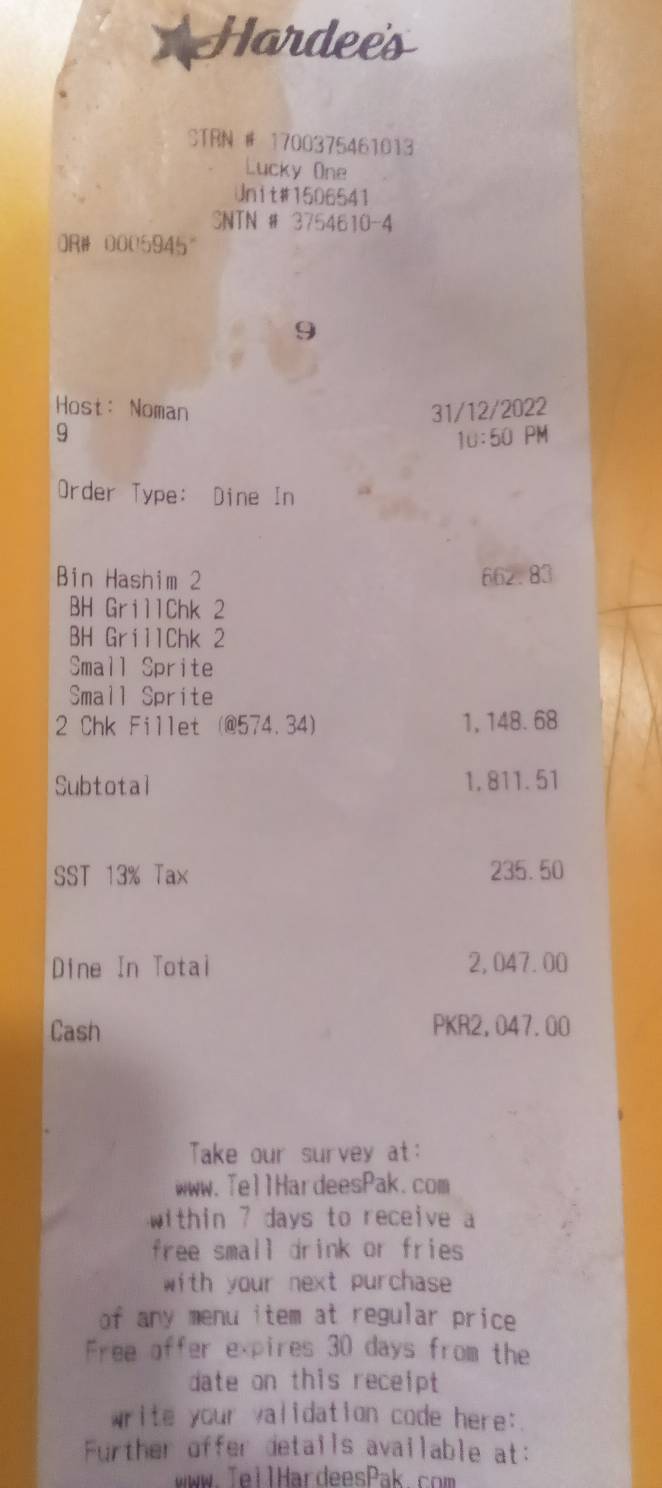 Hardee's
STRN # 1700375461013
Lucky One
Unit#1506541
SNTN # 3754610-4
OR# 0005945
9
Host: Noman 31/12/2022
9 10:50 PM
Order Type: Dine In
Bin Hashim 2 662.83
BH GrillChk 2
BH GrillChk 2
Small Sprite
Small Sprite
2 Chk Fillet (@574.34) 1,148.68
Subtotal 1,811.51
SST 13% Tax 235.50
Dine In Total 2,047.00
Cash PKR2,047.00
Take our survey at:
www.TellHardeesPak.com
within 7 days to receive a
free small drink or fries
with your next purchase
of any menu item at regular price
Free offer expires 30 days from the
date on this receipt
write your validation code here:
Further offer details available at:
www.TellHardeesPak.com